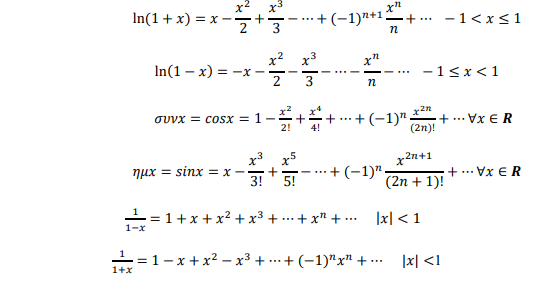 ln(1 + x) = x − x²/2 + x³/3 − ⋯ + (−1)ⁿ⁺¹ xⁿ/n + ⋯ − 1 < x ≤ 1
ln(1 − x) = −x − x²/2 − x³/3 − ⋯ − xⁿ/n − ⋯ − 1 ≤ x < 1
συνx = cosx = 1 − x²/2! + x⁴/4! + ⋯ + (−1)ⁿ x²ⁿ/(2n)! + ⋯ ∀x ∈ R
ημx = sinx = x − x³/3! + x⁵/5! − ⋯ + (−1)ⁿ x²ⁿ⁺¹/(2n + 1)! + ⋯ ∀x ∈ R
1/1−x = 1 + x + x² + x³ + ⋯ + xⁿ + ⋯ |x| < 1
1/1+x = 1 − x + x² − x³ + ⋯ + (−1)ⁿxⁿ + ⋯ |x| <1